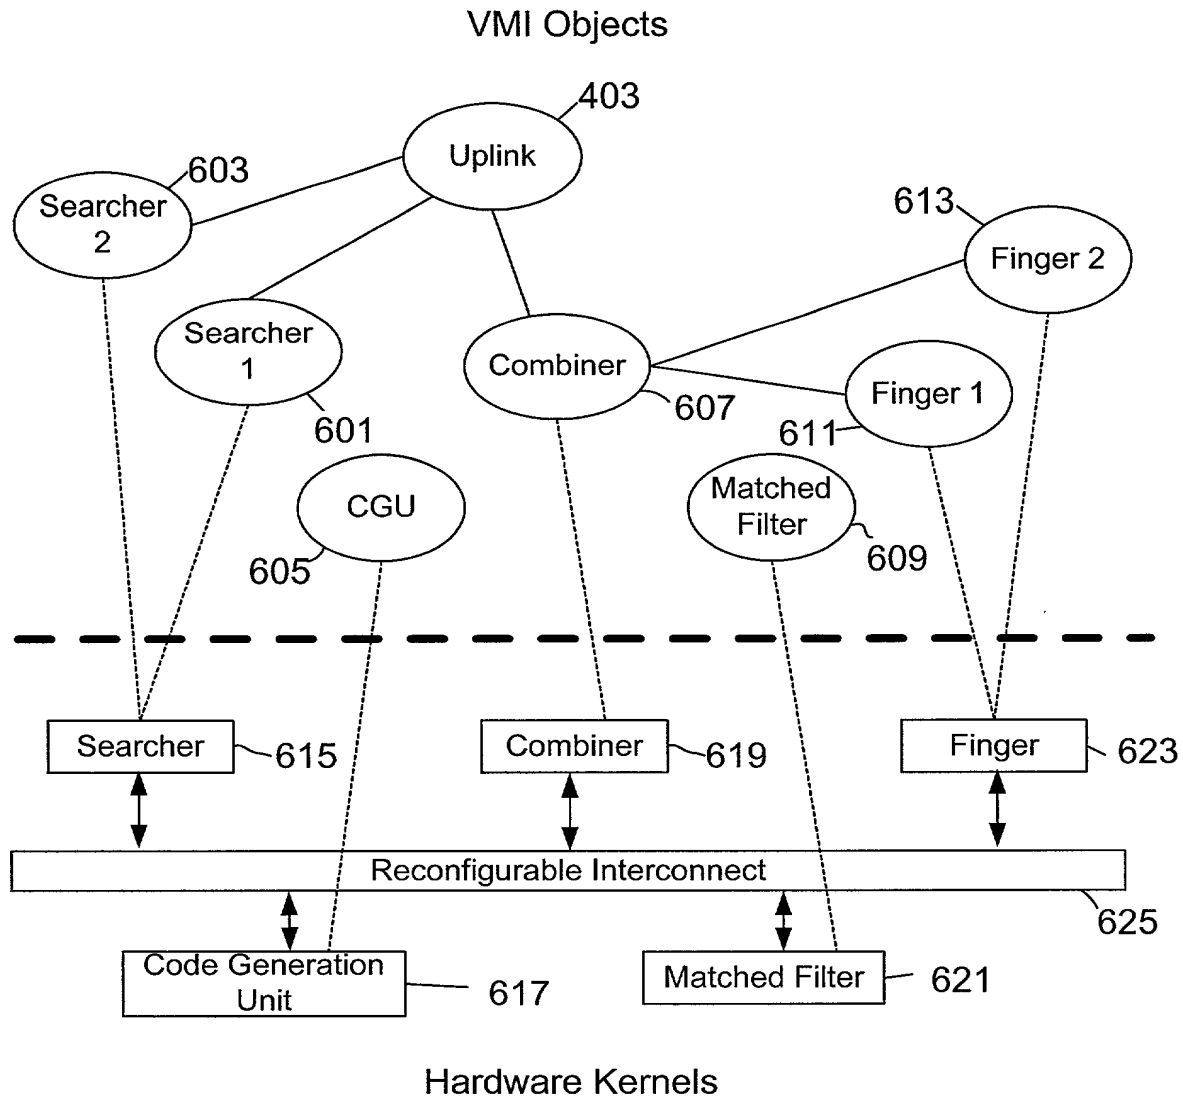 VMI Objects
403
Uplink
603
Searcher
2
613
Finger 2
Searcher
1
601
Combiner
607
Finger 1
611
CGU
605
Matched
Filter
609
Searcher
615
Combiner
619
Finger
623
Reconfigurable Interconnect
625
Code Generation
Unit
617
Matched Filter
621
Hardware Kernels